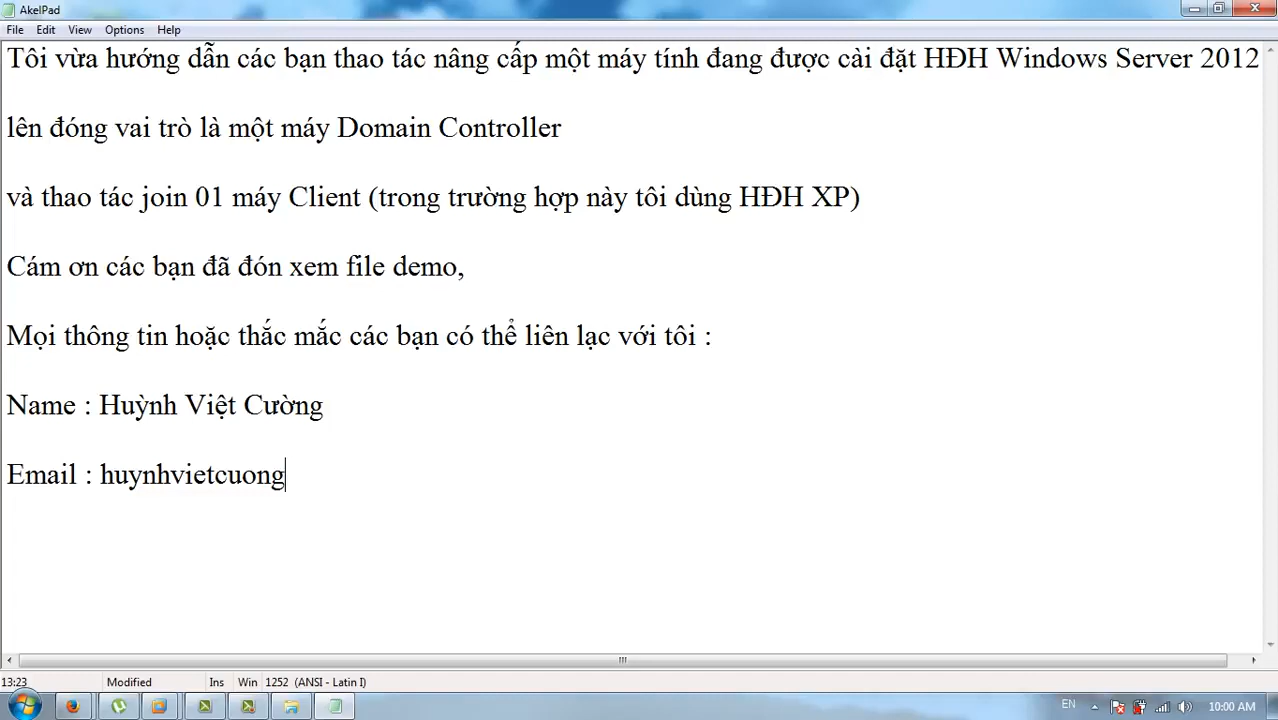 AkelPad
File Edit View Options Help
Tôi vừa hướng dẫn các bạn thao tác nâng cấp một máy tính đang được cài đặt HĐH Windows Server 2012
lên đóng vai trò là một máy Domain Controller
và thao tác join 01 máy Client (trong trường hợp này tôi dùng HĐH XP)
Cám ơn các bạn đã đón xem file demo,
Mọi thông tin hoặc thắc mắc các bạn có thể liên lạc với tôi :
Name : Huỳnh Việt Cường
Email : huynhvietcuong
13:23 Modified Ins Win 1252 (ANSI - Latin I)
EN 10:00 AM